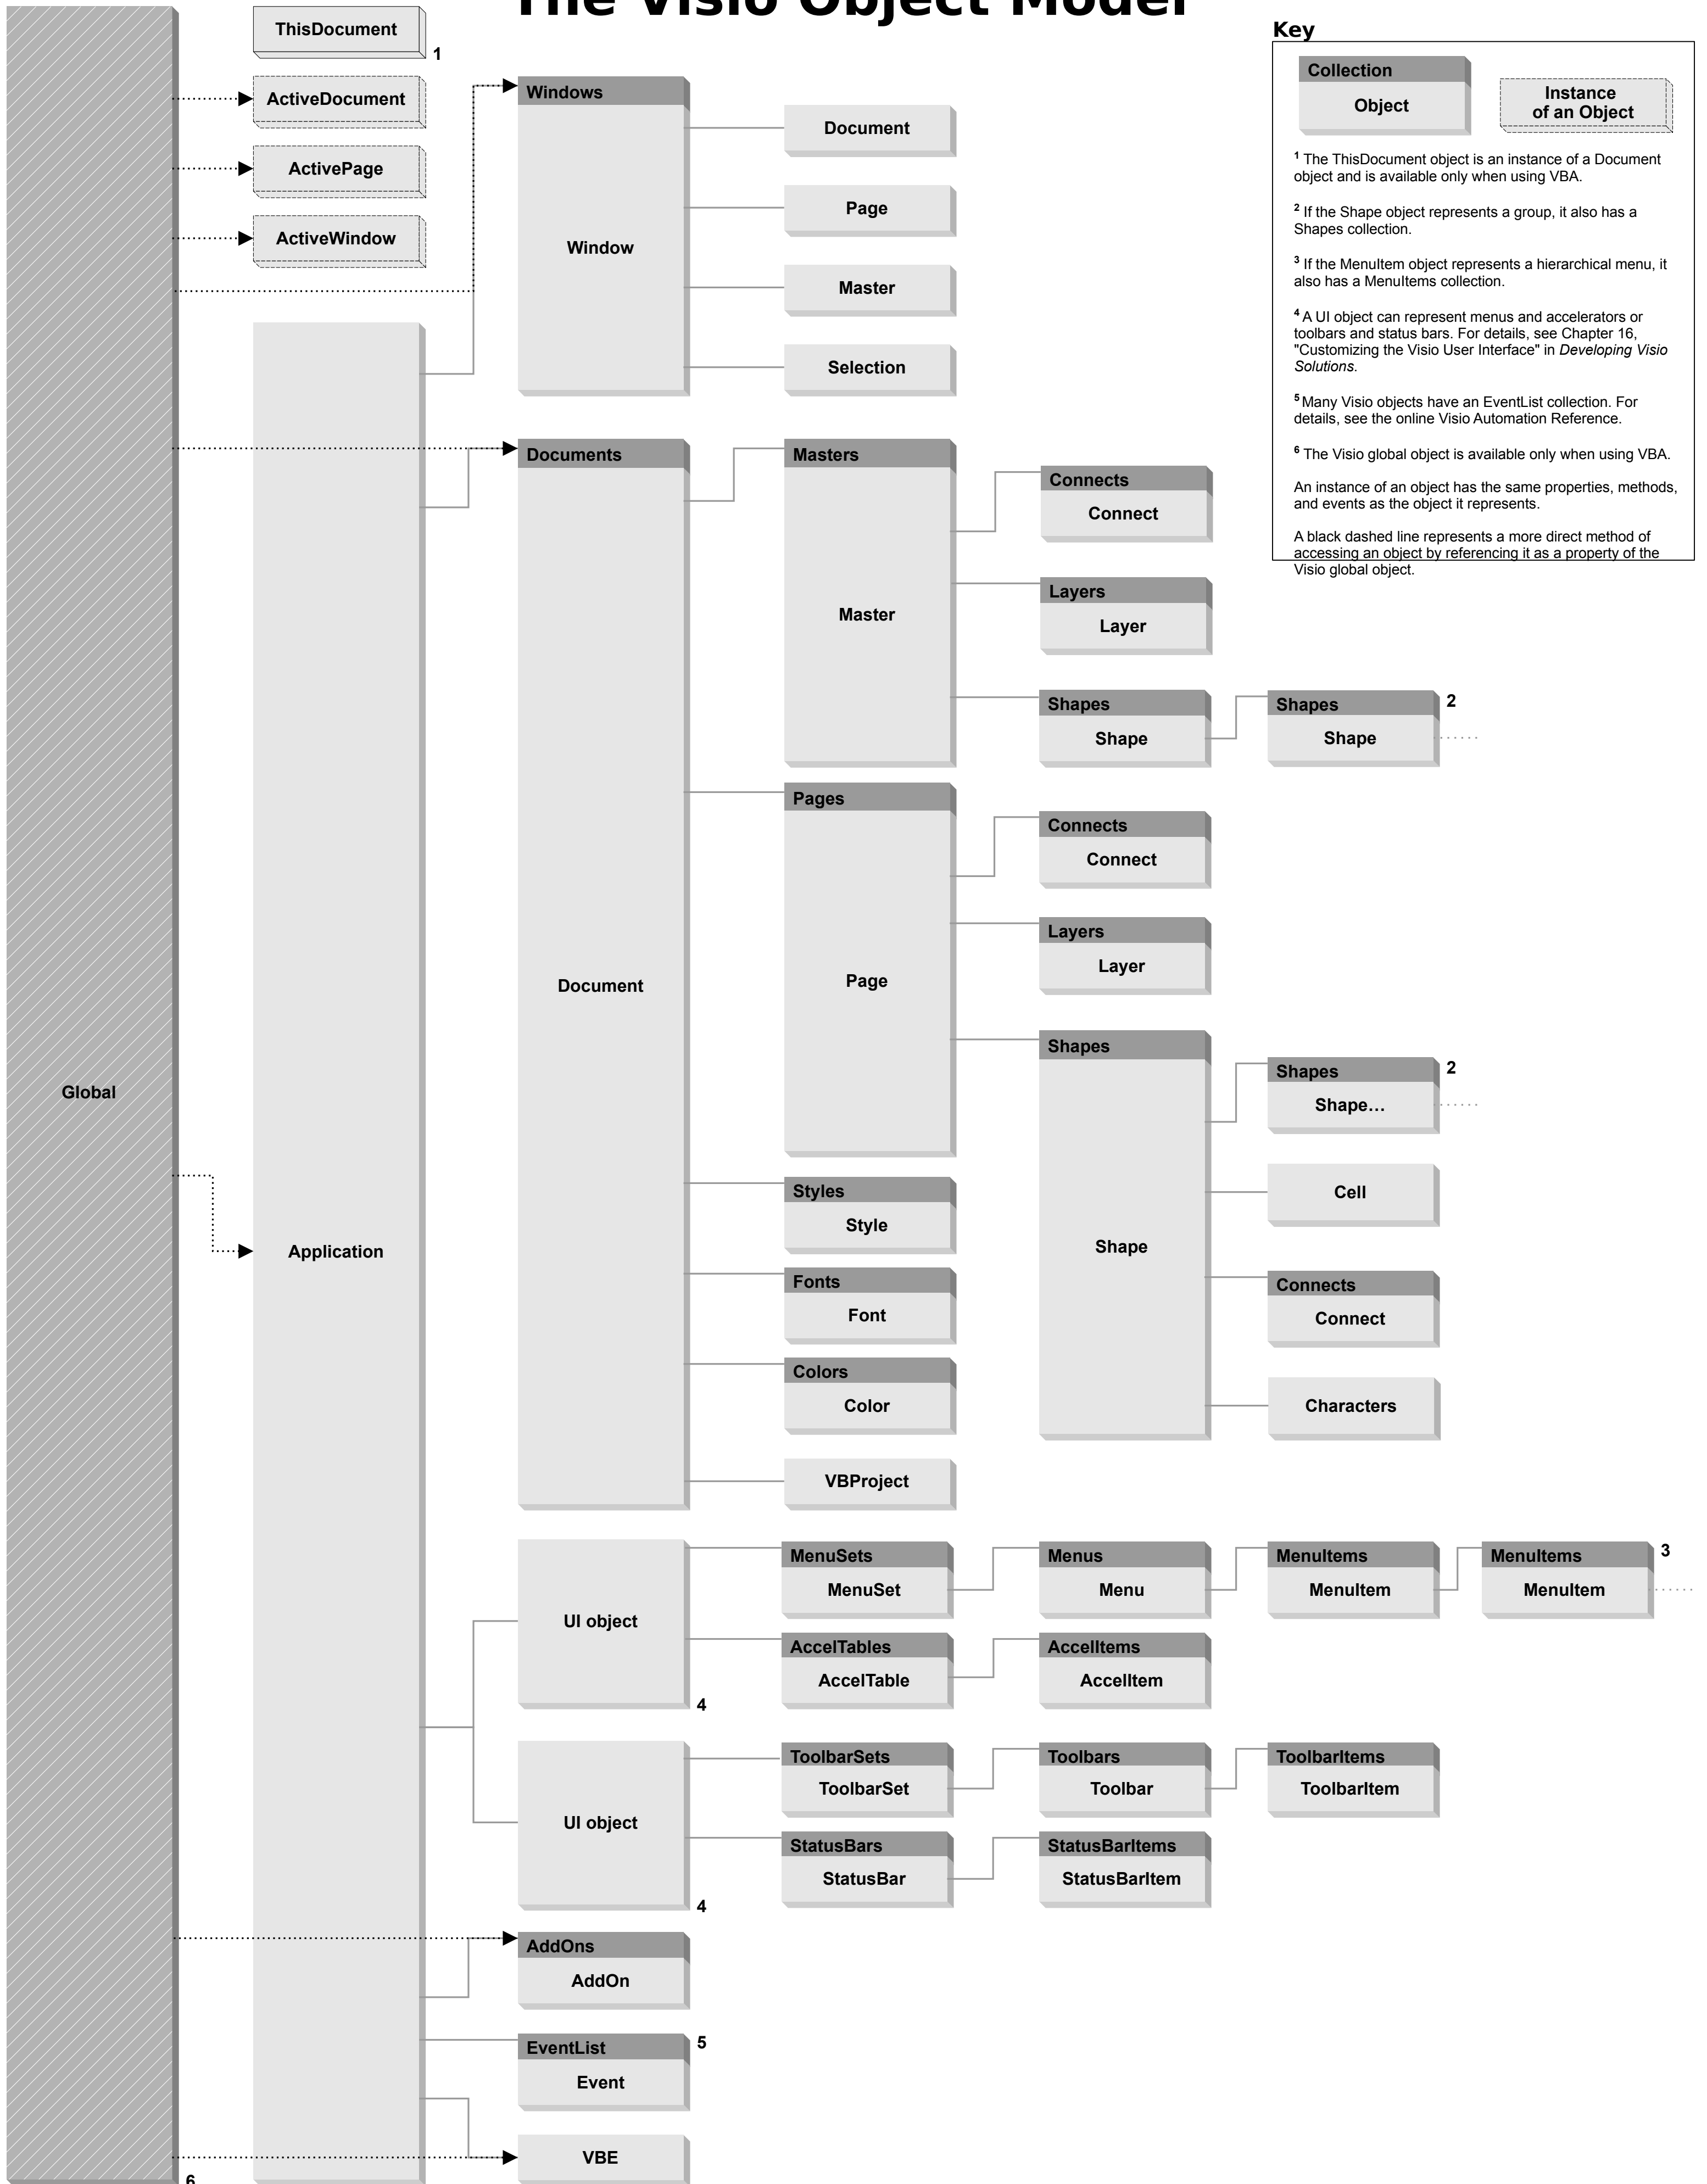 The Visio Object Model
ThisDocument
1
ActiveDocument
ActivePage
ActiveWindow
Key
Collection
Object
Instance
of an Object
1 The ThisDocument object is an instance of a Document
object and is available only when using VBA.
2 If the Shape object represents a group, it also has a
Shapes collection.
3 If the MenuItem object represents a hierarchical menu, it
also has a MenuItems collection.
4 A UI object can represent menus and accelerators or
toolbars and status bars. For details, see Chapter 16,
"Customizing the Visio User Interface" in Developing Visio
Solutions.
5 Many Visio objects have an EventList collection. For
details, see the online Visio Automation Reference.
6 The Visio global object is available only when using VBA.
An instance of an object has the same properties, methods,
and events as the object it represents.
A black dashed line represents a more direct method of
accessing an object by referencing it as a property of the
Visio global object.
Global
6
Application
Windows
Window
Document
Page
Master
Selection
Documents
Document
Masters
Master
Connects
Connect
Layers
Layer
Shapes
Shape
Shapes
Shape
2
Pages
Page
Connects
Connect
Layers
Layer
Shapes
Shape
Shapes
Shape…
2
Cell
Connects
Connect
Characters
Styles
Style
Fonts
Font
Colors
Color
VBProject
UI object
4
MenuSets
MenuSet
Menus
Menu
MenuItems
MenuItem
MenuItems
MenuItem
3
AccelTables
AccelTable
AccelItems
AccelItem
UI object
4
ToolbarSets
ToolbarSet
Toolbars
Toolbar
ToolbarItems
ToolbarItem
StatusBars
StatusBar
StatusBarItems
StatusBarItem
AddOns
AddOn
EventList
Event
5
VBE